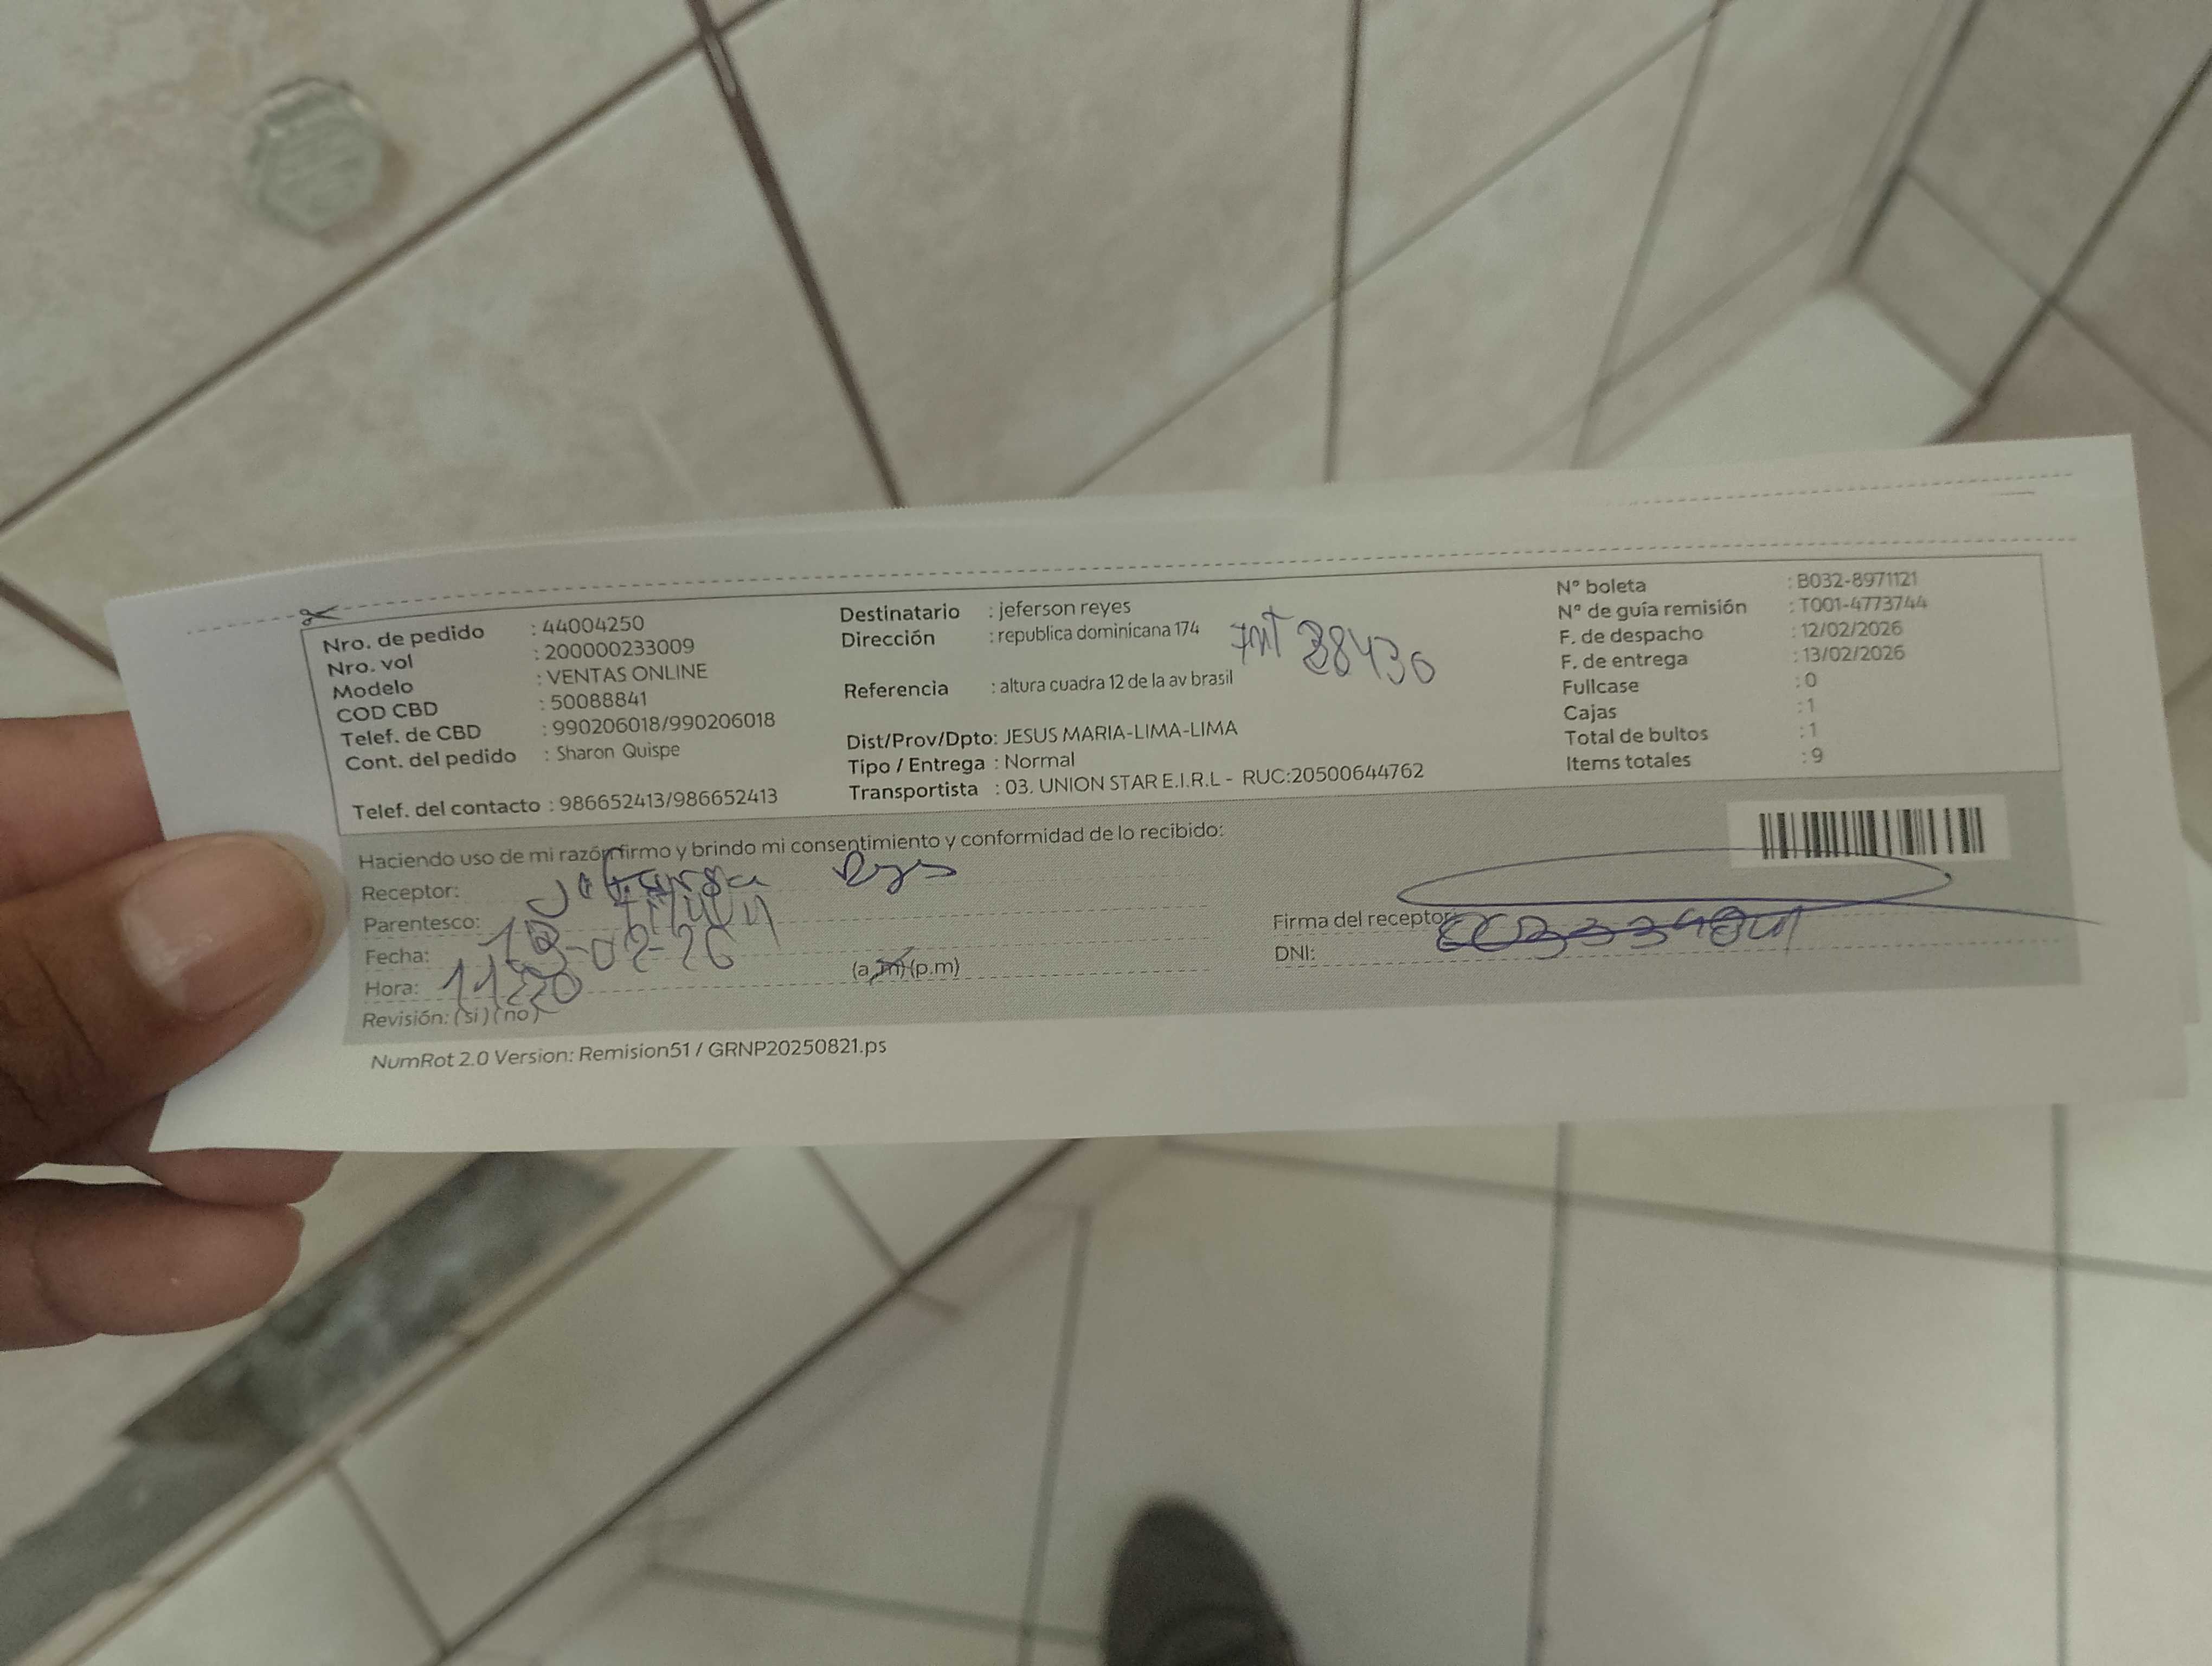 Nro. de pedido : 44004250
Nro. vol : 200000233009
Modelo : VENTAS ONLINE
COD CBD : 50088841
Telef. de CBD : 990206018/990206018
Cont. del pedido : Sharon Quispe
Telef. del contacto : 986652413/986652413
Destinatario : jeferson reyes
Dirección : republica dominicana 174
INT 38430
Referencia : altura cuadra 12 de la av brasil
Dist/Prov/Dpto: JESUS MARIA-LIMA-LIMA
Tipo / Entrega : Normal
Transportista : 03. UNION STAR E.I.R.L - RUC:20500644762
N° boleta : B032-8971121
N° de guía remisión : T001-4773744
F. de despacho : 12/02/2026
F. de entrega : 13/02/2026
Fullcase : 0
Cajas : 1
Total de bultos : 1
Items totales : 9
Haciendo uso de mi razón firmo y brindo mi consentimiento y conformidad de lo recibido:
Receptor:
Parentesco:
Fecha: 13-02-26
Hora: 11:20 (a.m) (p.m)
Revisión: (si) (no)
Firma del receptor:
DNI:
NumRot 2.0 Version: Remision51 / GRNP20250821.ps